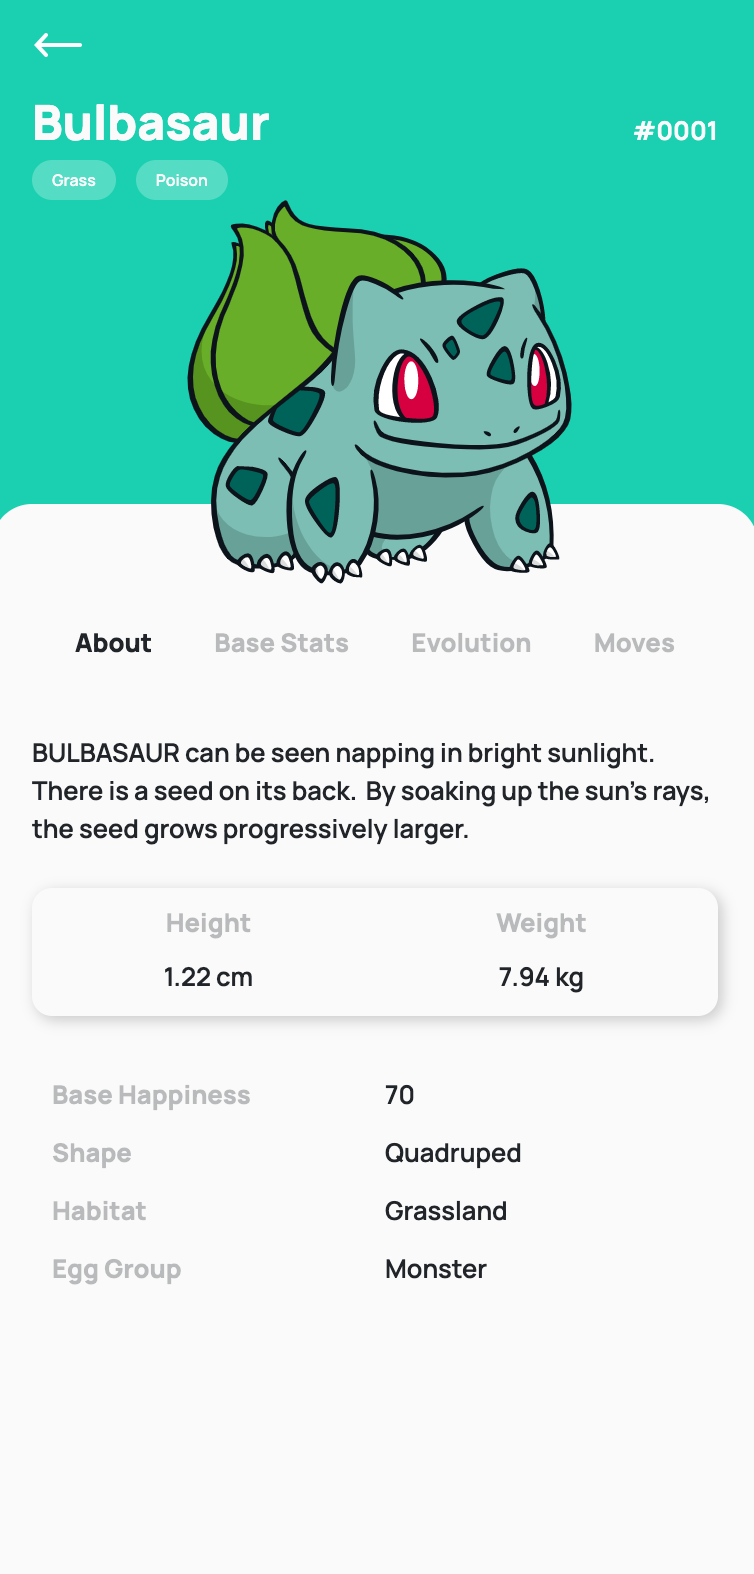 Bulbasaur
#0001
Grass Poison
About Base Stats Evolution Moves
BULBASAUR can be seen napping in bright sunlight.
There is a seed on its back.  By soaking up the sun's rays,
the seed grows progressively larger.
Height Weight
1.22 cm 7.94 kg
Base Happiness 70
Shape Quadruped
Habitat Grassland
Egg Group Monster